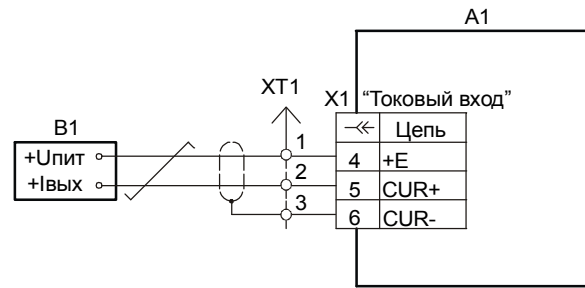 A1
XT1
X1 “Токовый вход”
Цепь
B1
1
4 +E
+Uпит
2
5 CUR+
+Iвых
3
6 CUR-